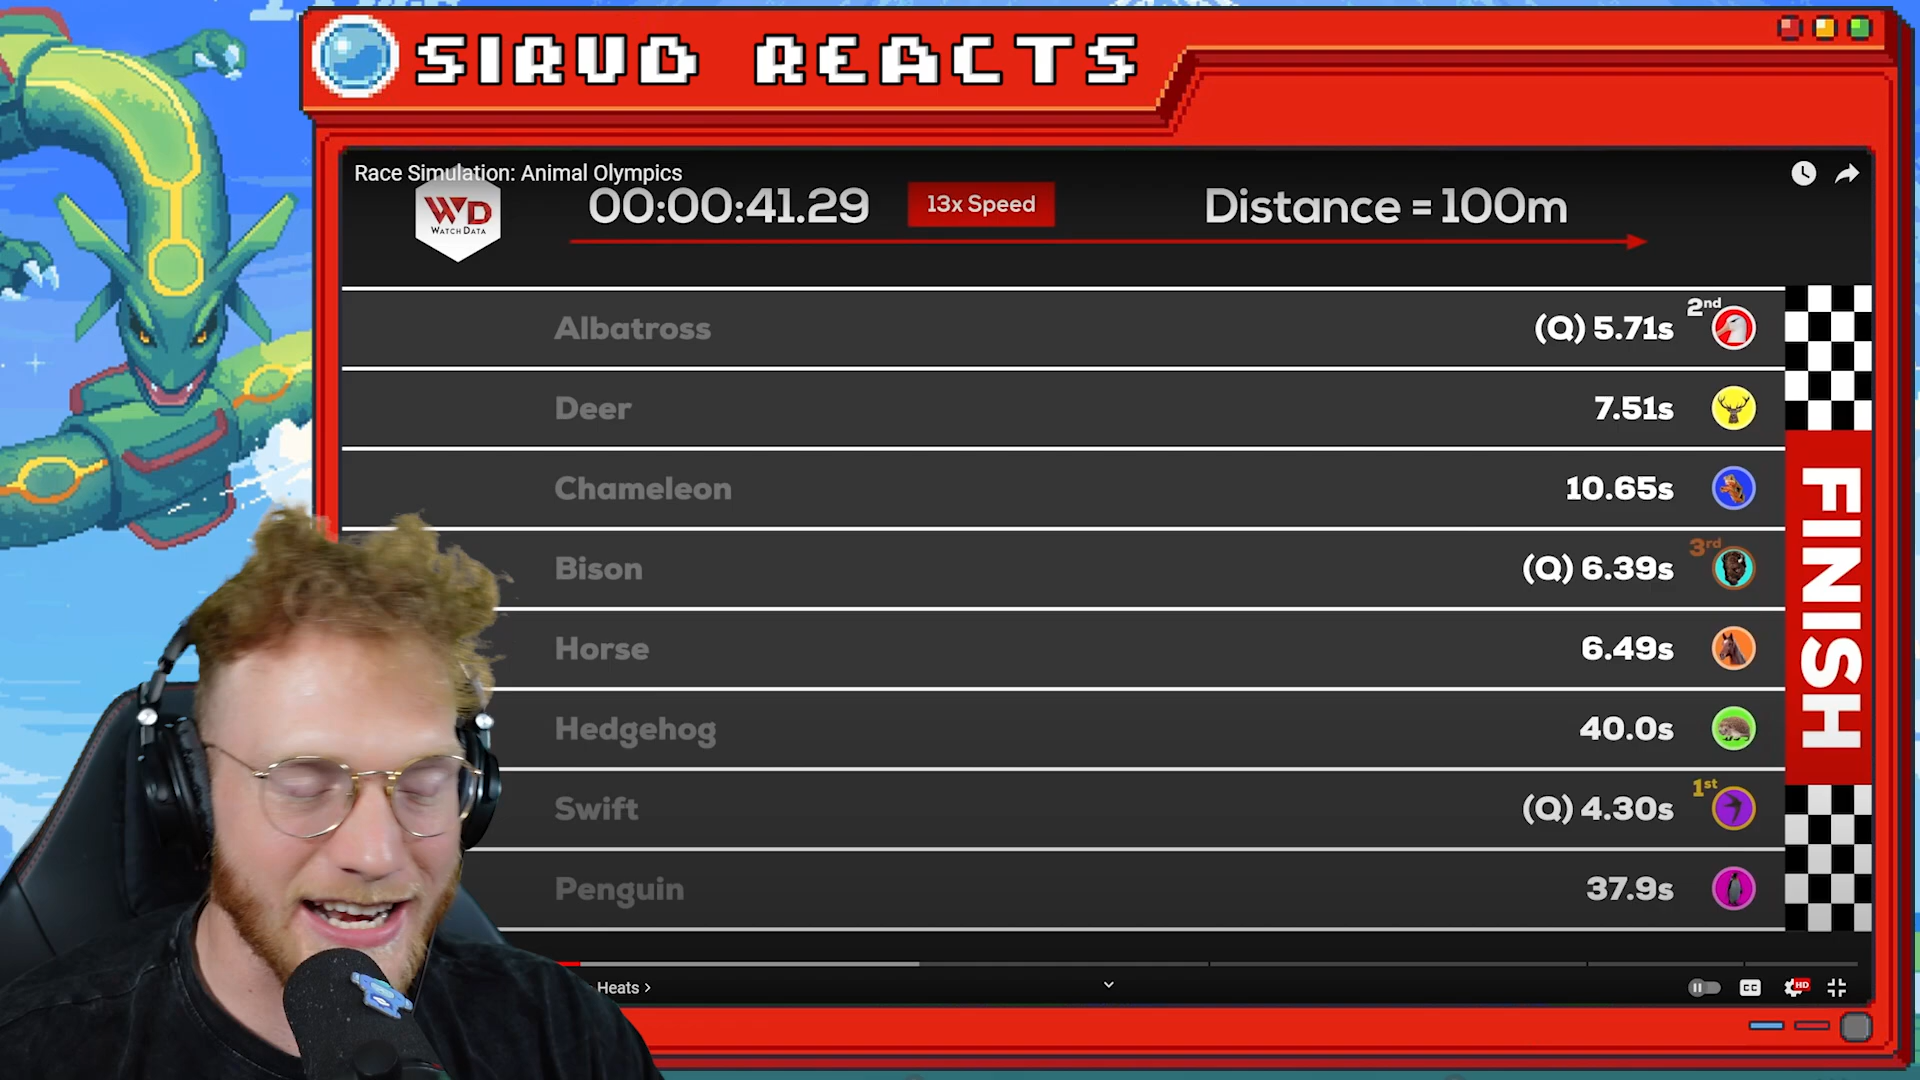 SIRUD REACTS
Race Simulation: Animal Olympics
WD
WATCH DATA
00:00:41.29
13x Speed
Distance = 100m
Albatross (Q) 5.71s 2nd
Deer 7.51s
Chameleon 10.65s
Bison (Q) 6.39s 3rd
Horse 6.49s
Hedgehog 40.0s
Swift (Q) 4.30s 1st
Penguin 37.9s
FINISH
Heats ›
CC
HD